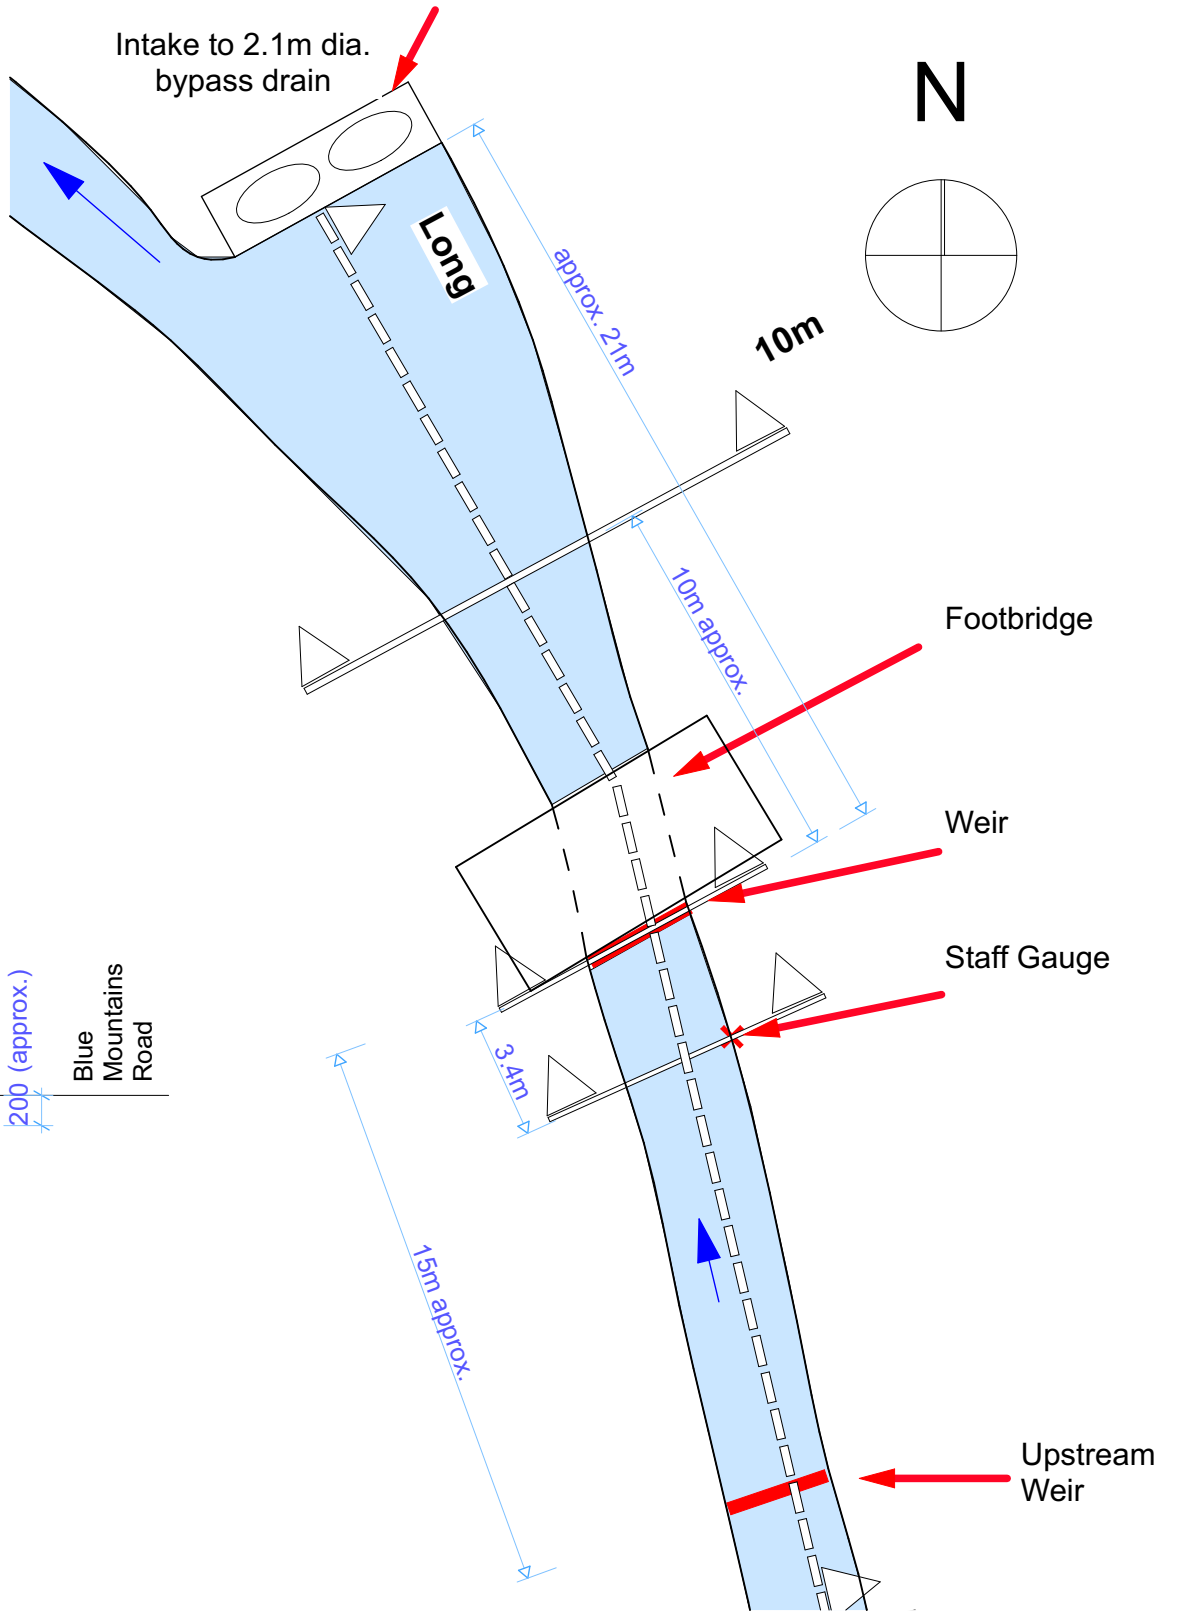 Intake to 2.1m dia.
bypass drain
N
Long
approx. 21m
10m
10m approx.
Footbridge
Weir
Staff Gauge
200 (approx.)
Blue
Mountains
Road
3.4m
15m approx.
Upstream
Weir